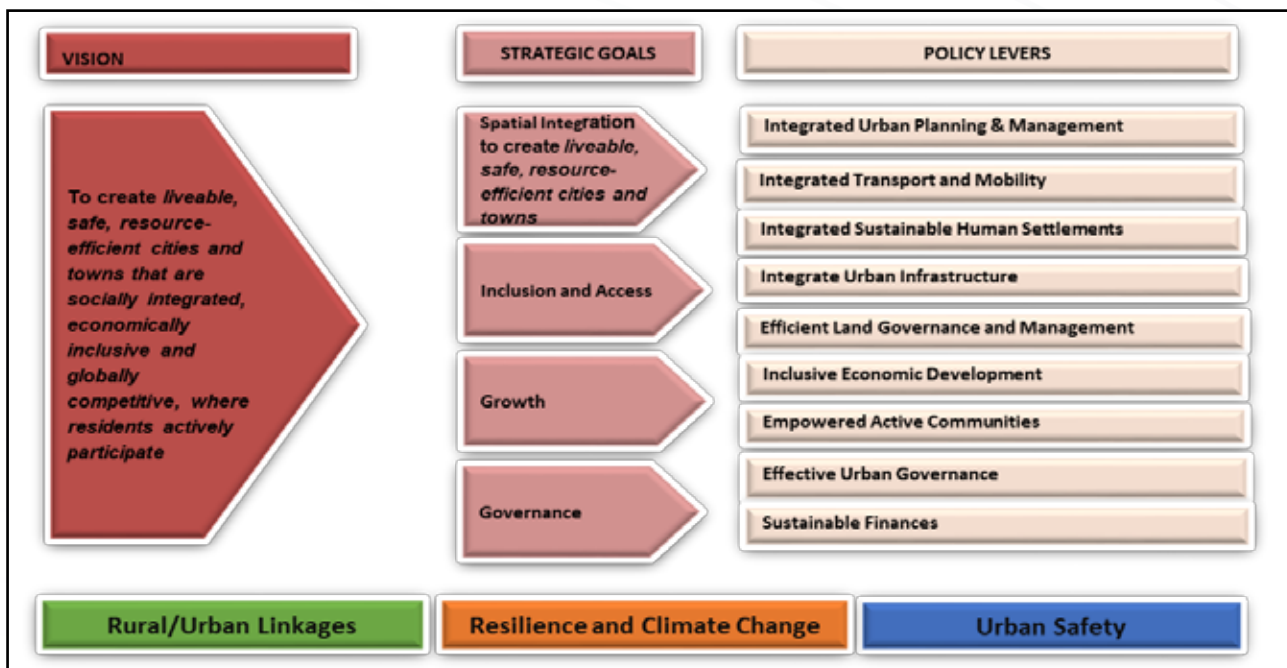 VISION
To create liveable,
safe, resource-
efficient cities and
towns that are
socially integrated,
economically
inclusive and
globally
competitive, where
residents actively
participate
STRATEGIC GOALS
Spatial Integration
to create liveable,
safe, resource-
efficient cities and
towns
Inclusion and Access
Growth
Governance
POLICY LEVERS
Integrated Urban Planning & Management
Integrated Transport and Mobility
Integrated Sustainable Human Settlements
Integrate Urban Infrastructure
Efficient Land Governance and Management
Inclusive Economic Development
Empowered Active Communities
Effective Urban Governance
Sustainable Finances
Rural/Urban Linkages
Resilience and Climate Change
Urban Safety